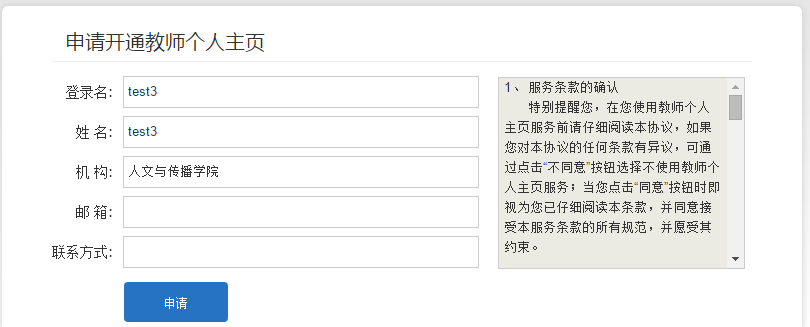 申请开通教师个人主页
登录名: test3
姓 名: test3
机 构: 人文与传播学院
邮 箱:
联系方式:
申请
1、 服务条款的确认
特别提醒您，在您使用教师个人
主页服务前请仔细阅读本协议，如果
您对本协议的任何条款有异议，可通
过点击“不同意”按钮选择不使用教师个
人主页服务；当您点击“同意”按钮时即
视为您已仔细阅读本条款，并同意接
受本服务条款的所有规范，并愿受其
约束。